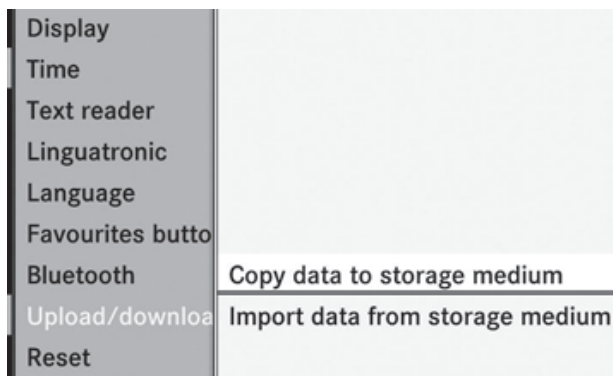 Display
Time
Text reader
Linguatronic
Language
Favourites butto
Bluetooth
Copy data to storage medium
Upload/downloa
Import data from storage medium
Reset